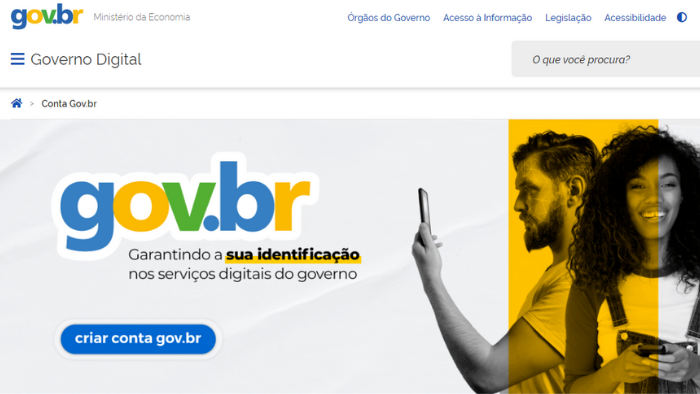 gov.br Ministério da Economia Órgãos do Governo Acesso à Informação Legislação Acessibilidade
Governo Digital O que você procura?
> Conta Gov.br
gov.br
Garantindo a sua identificação
nos serviços digitais do governo
criar conta gov.br